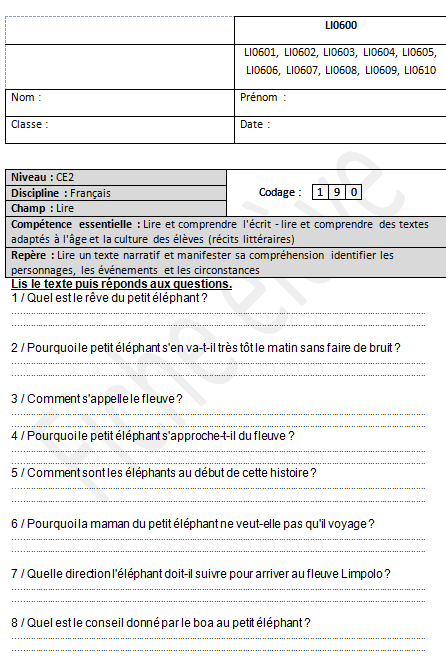 LI0600
LI0601, LI0602, LI0603, LI0604, LI0605,
LI0606, LI0607, LI0608, LI0609, LI0610
Nom :
Prénom :
Classe :
Date :
Niveau : CE2
Discipline : Français
Champ : Lire
Codage : 1 9 0
Compétence essentielle : Lire et comprendre l'écrit - lire et comprendre des textes
adaptés à l'âge et la culture des élèves (récits littéraires)
Repère : Lire un texte narratif et manifester sa compréhension identifier les
personnages, les événements et les circonstances
Lis le texte puis réponds aux questions.
1 / Quel est le rêve du petit éléphant ?
2 / Pourquoi le petit éléphant s'en va-t-il très tôt le matin sans faire de bruit ?
3 / Comment s'appelle le fleuve ?
4 / Pourquoi le petit éléphant s'approche-t-il du fleuve ?
5 / Comment sont les éléphants au début de cette histoire ?
6 / Pourquoi la maman du petit éléphant ne veut-elle pas qu'il voyage ?
7 / Quelle direction l'éléphant doit-il suivre pour arriver au fleuve Limpolo ?
8 / Quel est le conseil donné par le boa au petit éléphant ?
Fiche élève